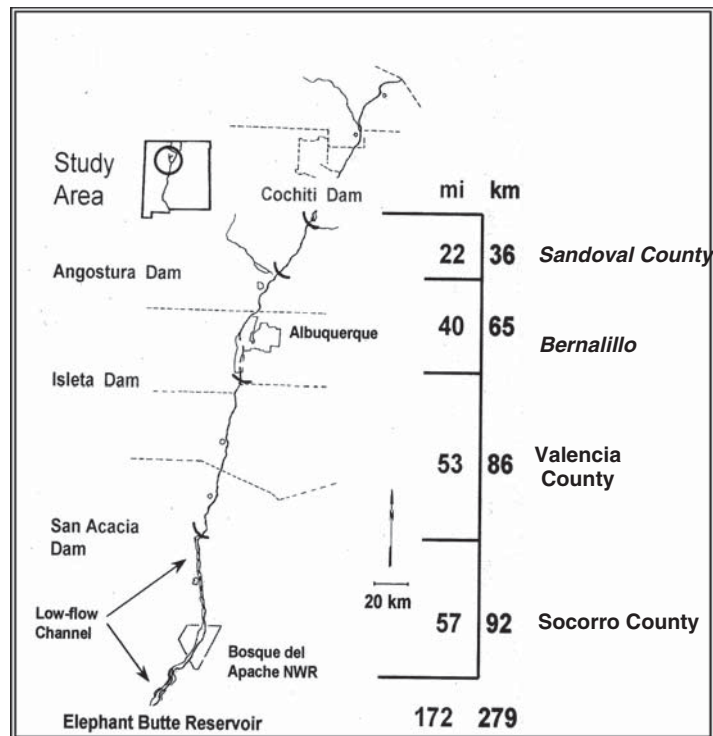 Study
Area
Cochiti Dam
mi km
22 36 Sandoval County
Angostura Dam
40 65
Albuquerque
Bernalillo
Isleta Dam
53 86
Valencia
County
San Acacia
Dam
20 km
Low-flow
Channel
57 92 Socorro County
Bosque del
Apache NWR
Elephant Butte Reservoir
172 279